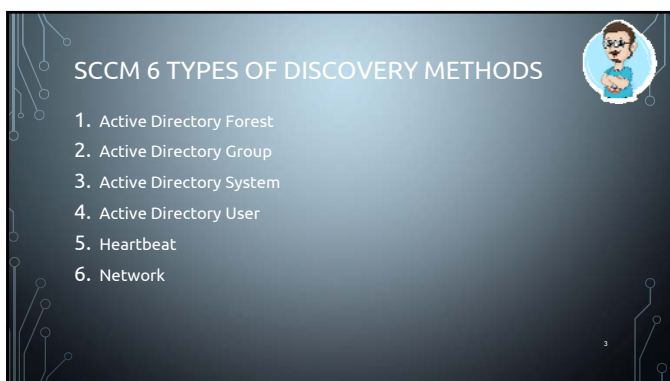 SCCM 6 TYPES OF DISCOVERY METHODS
1. Active Directory Forest
2. Active Directory Group
3. Active Directory System
4. Active Directory User
5. Heartbeat
6. Network
3